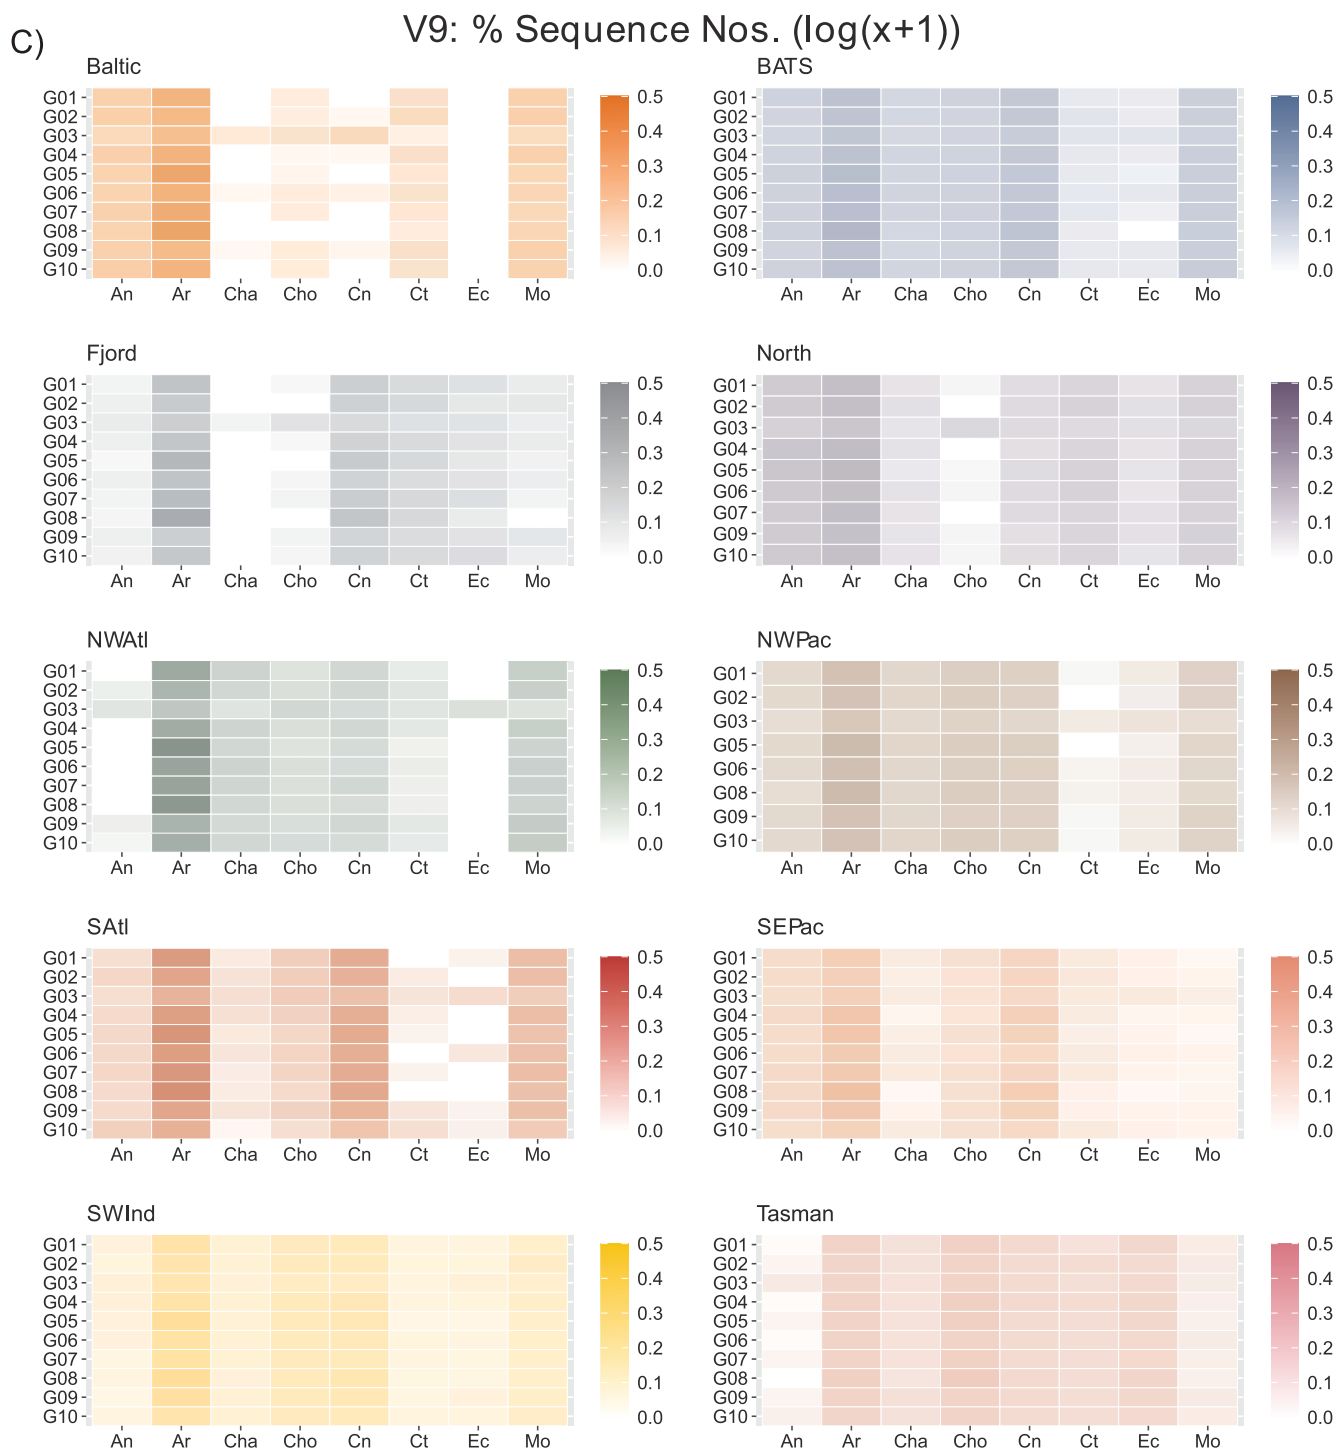 C)
V9: % Sequence Nos. (log(x+1))
Baltic
G01
G02
G03
G04
G05
G06
G07
G08
G09
G10
An Ar Cha Cho Cn Ct Ec Mo
0.5
0.4
0.3
0.2
0.1
0.0
BATS
G01
G02
G03
G04
G05
G06
G07
G08
G09
G10
An Ar Cha Cho Cn Ct Ec Mo
0.5
0.4
0.3
0.2
0.1
0.0
Fjord
G01
G02
G03
G04
G05
G06
G07
G08
G09
G10
An Ar Cha Cho Cn Ct Ec Mo
0.5
0.4
0.3
0.2
0.1
0.0
North
G01
G02
G03
G04
G05
G06
G07
G09
G10
An Ar Cha Cho Cn Ct Ec Mo
0.5
0.4
0.3
0.2
0.1
0.0
NWAtl
G01
G02
G03
G04
G05
G06
G07
G08
G09
G10
An Ar Cha Cho Cn Ct Ec Mo
0.5
0.4
0.3
0.2
0.1
0.0
NWPac
G01
G02
G03
G05
G06
G08
G09
G10
An Ar Cha Cho Cn Ct Ec Mo
0.5
0.4
0.3
0.2
0.1
0.0
SAtl
G01
G02
G03
G04
G05
G06
G07
G08
G09
G10
An Ar Cha Cho Cn Ct Ec Mo
0.5
0.4
0.3
0.2
0.1
0.0
SEPac
G01
G02
G03
G04
G05
G06
G07
G08
G09
G10
An Ar Cha Cho Cn Ct Ec Mo
0.5
0.4
0.3
0.2
0.1
0.0
SWInd
G01
G02
G03
G04
G05
G06
G07
G08
G09
G10
An Ar Cha Cho Cn Ct Ec Mo
0.5
0.4
0.3
0.2
0.1
0.0
Tasman
G01
G02
G03
G04
G05
G06
G07
G08
G09
G10
An Ar Cha Cho Cn Ct Ec Mo
0.5
0.4
0.3
0.2
0.1
0.0